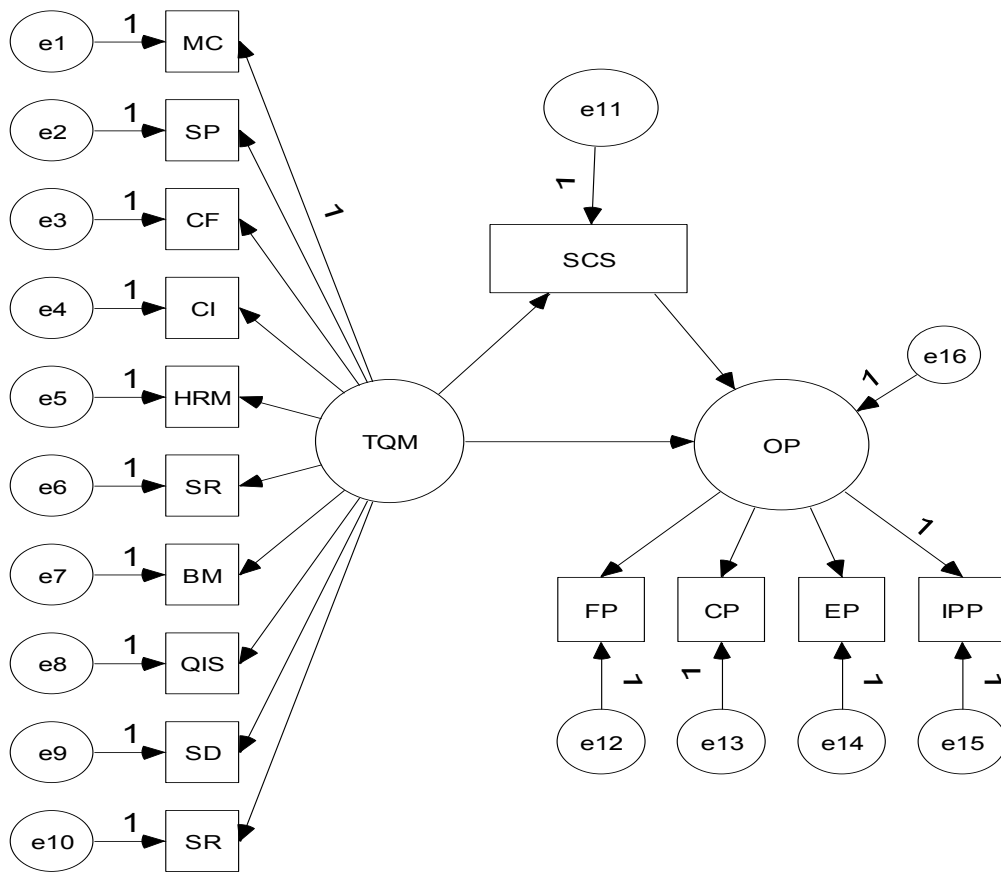 e1 1 MC
e2 1 SP
e3 1 CF
e4 1 CI
e5 1 HRM
e6 1 SR
e7 1 BM
e8 1 QIS
e9 1 SD
e10 1 SR
1
TQM
e11
1
SCS
e16
1
OP
1
FP CP EP IPP
1 1 1 1
e12 e13 e14 e15